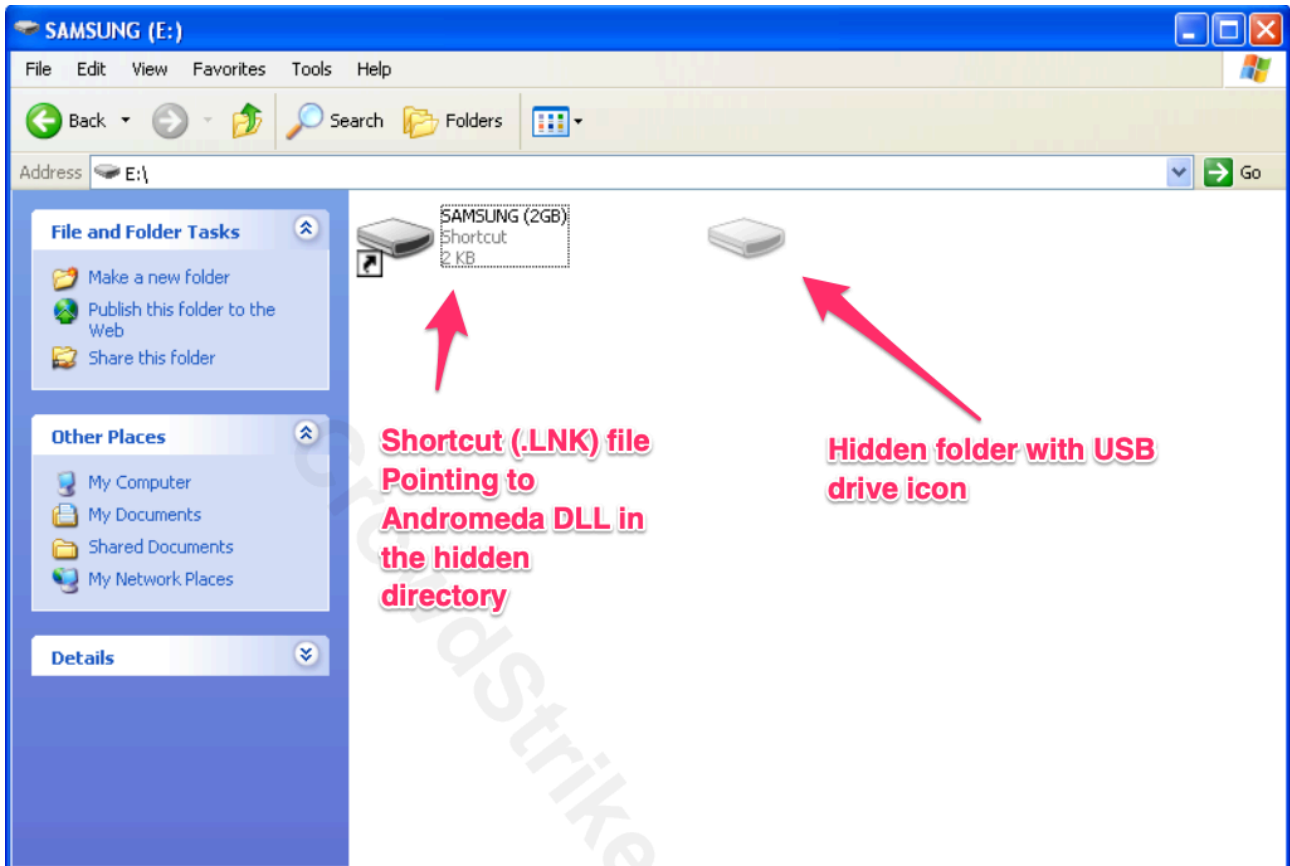 SAMSUNG (E:)
File Edit View Favorites Tools Help
Back Search Folders
Address E:\ Go
File and Folder Tasks
Make a new folder
Publish this folder to the
Web
Share this folder
Other Places
My Computer
My Documents
Shared Documents
My Network Places
Details
SAMSUNG (2GB)
Shortcut
2 KB
Shortcut (.LNK) file
Pointing to
Andromeda DLL in
the hidden
directory
Hidden folder with USB
drive icon
CrowdStrike